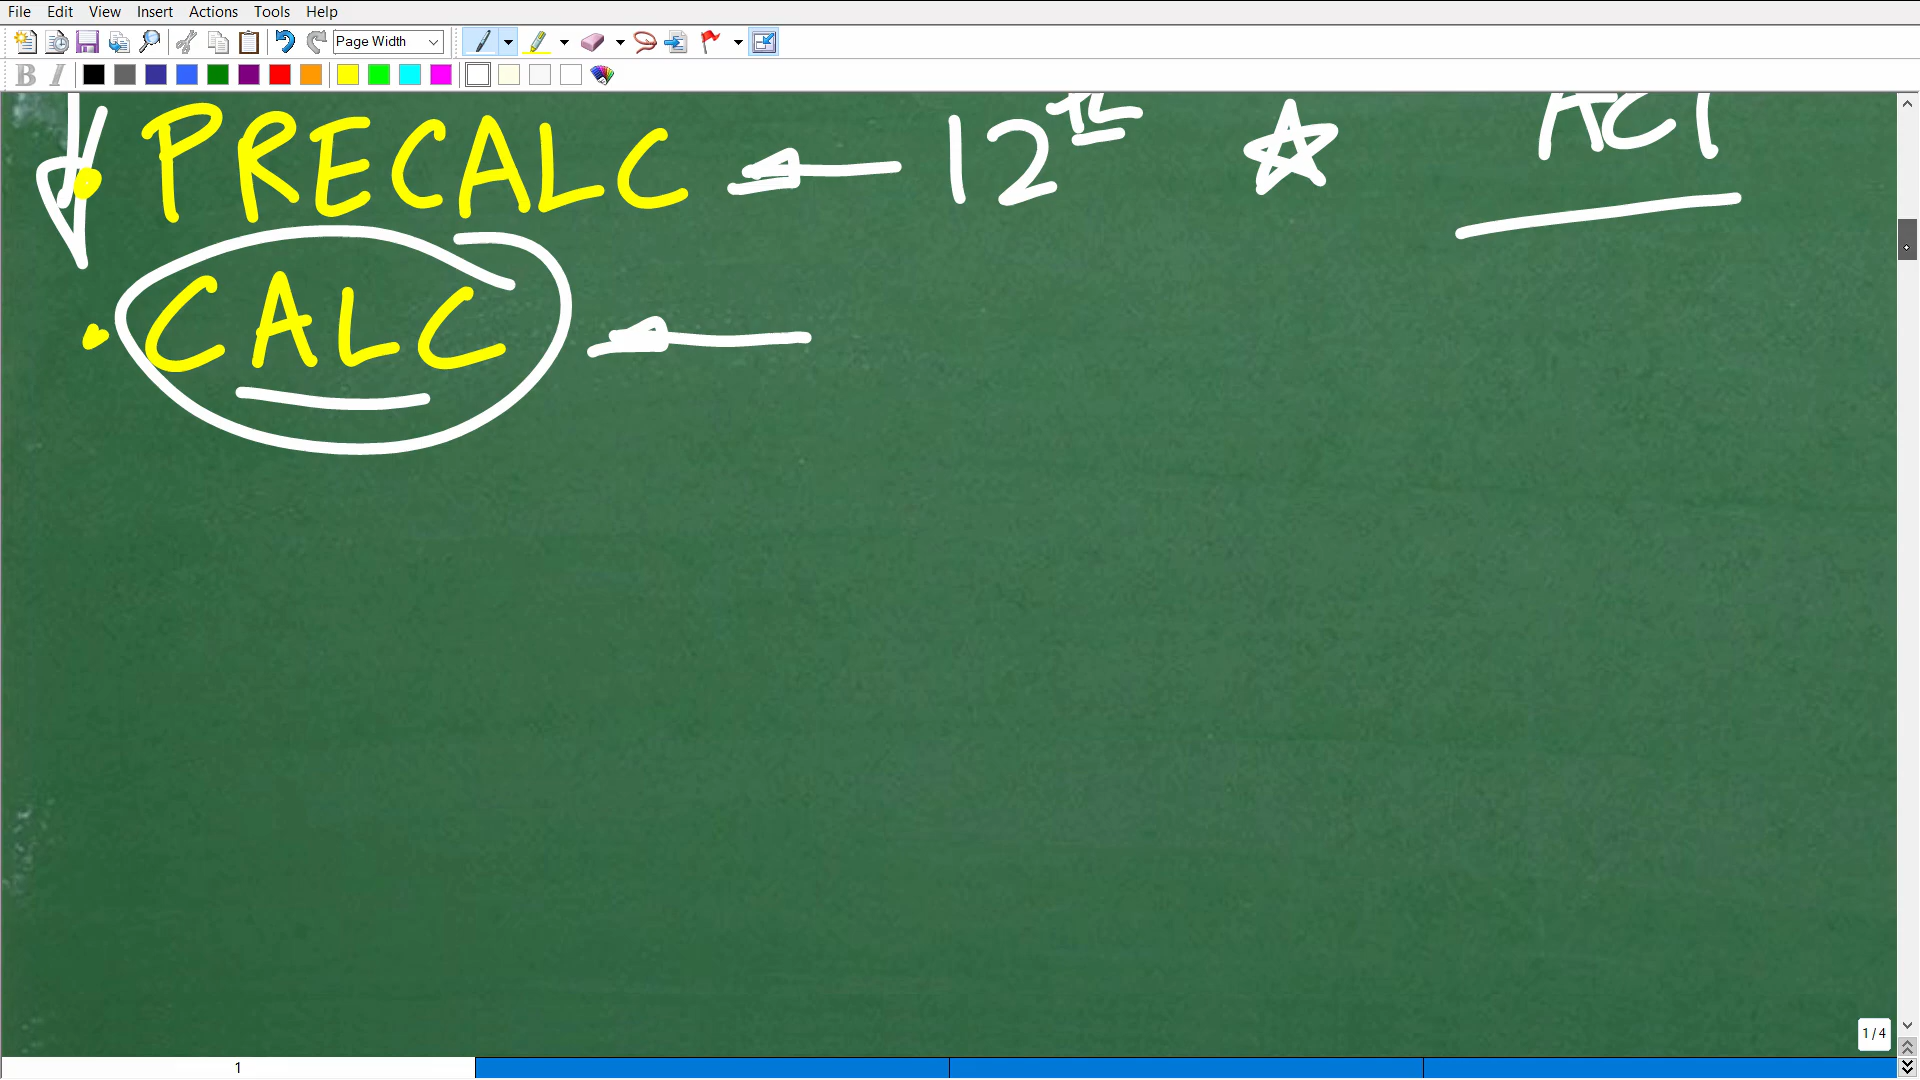 File Edit View Insert Actions Tools Help
Page Width
B I
PRECALC 12th ACT
CALC
1 / 4
1